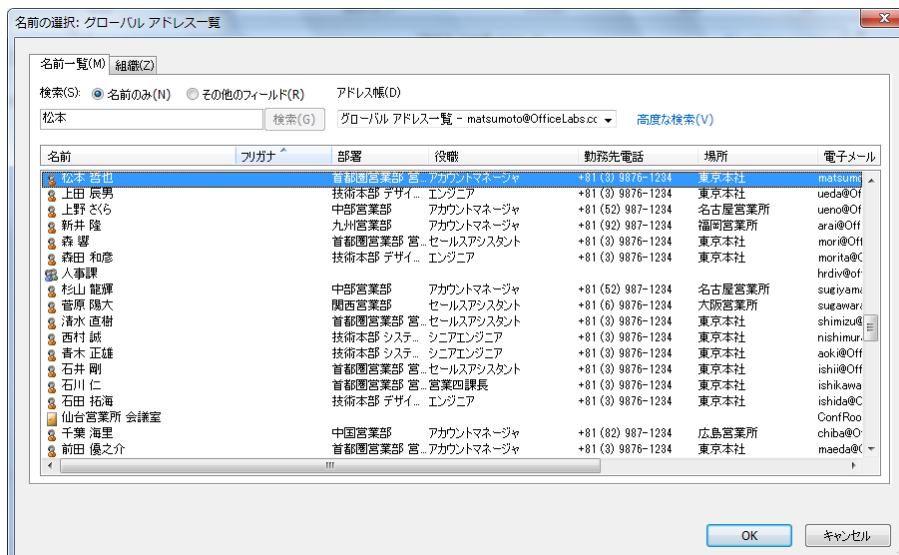 名前の選択: グローバル アドレス一覧
名前一覧(M) 組織(Z)
検索(S): 名前のみ(N) その他のフィールド(R) アドレス帳(D)
松本 検索(G) グローバル アドレス一覧 - matsumoto@OfficeLabs.cc 高度な検索(V)
名前 フリガナ 部署 役職 勤務先電話 場所 電子メール
松本 哲也 首都圏営業部 営... アカウントマネージャ +81 (3) 9876-1234 東京本社 matsumo
上田 辰男 技術本部 デザイ... エンジニア +81 (3) 9876-1234 東京本社 ueda@Of
上野 さくら 中部営業部 アカウントマネージャ +81 (52) 987-1234 名古屋営業所 ueno@Of
新井 隆 九州営業部 アカウントマネージャ +81 (92) 987-1234 福岡営業所 arai@Off
森 響 首都圏営業部 営... セールスアシスタント +81 (3) 9876-1234 東京本社 mori@Off
森田 和彦 技術本部 デザイ... エンジニア +81 (3) 9876-1234 東京本社 morita@C
人事課 hrdiv@of
杉山 龍輝 中部営業部 アカウントマネージャ +81 (52) 987-1234 名古屋営業所 sugiyama
菅原 陽大 関西営業部 セールスアシスタント +81 (6) 9876-1234 大阪営業所 sugawara
清水 直樹 首都圏営業部 営... セールスアシスタント +81 (3) 9876-1234 東京本社 shimizu@
西村 誠 技術本部 システ... シニアエンジニア +81 (3) 9876-1234 東京本社 nishimur
青木 正雄 技術本部 システ... シニアエンジニア +81 (3) 9876-1234 東京本社 aoki@Off
石井 剛 首都圏営業部 営... セールスアシスタント +81 (3) 9876-1234 東京本社 ishii@Off
石川 仁 首都圏営業部 営... 営業四課長 +81 (3) 9876-1234 東京本社 ishikawa
石田 拓海 技術本部 デザイ... エンジニア +81 (3) 9876-1234 東京本社 ishida@C
仙台営業所 会議室 ConfRoo
千葉 海里 中国営業部 アカウントマネージャ +81 (82) 987-1234 広島営業所 chiba@O
前田 優之介 首都圏営業部 営... アカウントマネージャ +81 (3) 9876-1234 東京本社 maeda@(
OK キャンセル